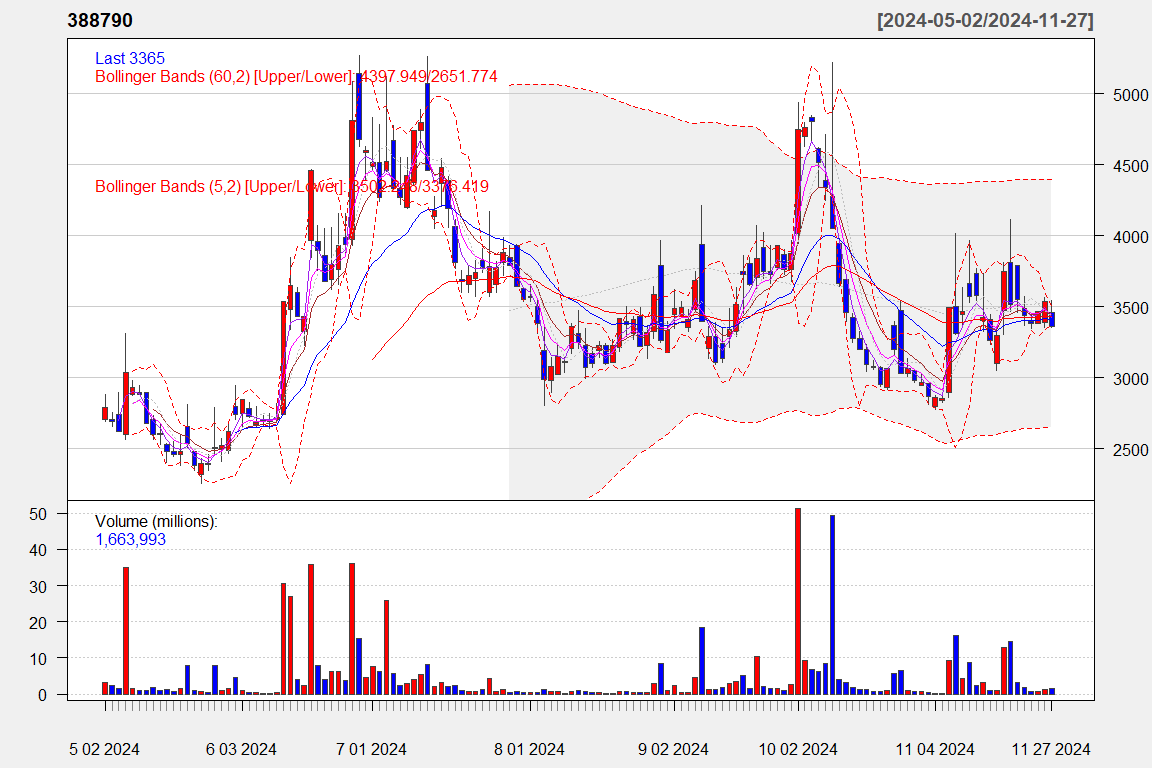 388790 [2024-05-02/2024-11-27]
Last 3365
Bollinger Bands (60,2) [Upper/Lower]: 4397.949/2651.774
Bollinger Bands (5,2) [Upper/Lower]:
5000
4500
4000
3500
3000
2500
Volume (millions):
1,663,993
50
40
30
20
10
0
5 02 2024 6 03 2024 7 01 2024 8 01 2024 9 02 2024 10 02 2024 11 04 2024 11 27 2024